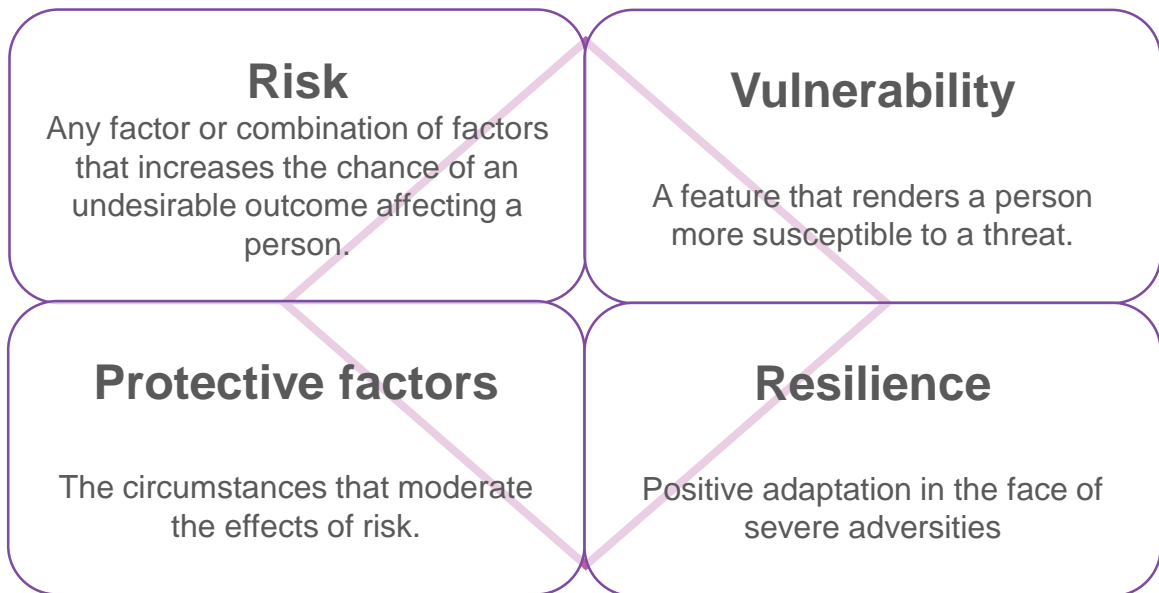 Risk
Any factor or combination of factors
that increases the chance of an
undesirable outcome affecting a
person.
Vulnerability
A feature that renders a person
more susceptible to a threat.
Protective factors
The circumstances that moderate
the effects of risk.
Resilience
Positive adaptation in the face of
severe adversities